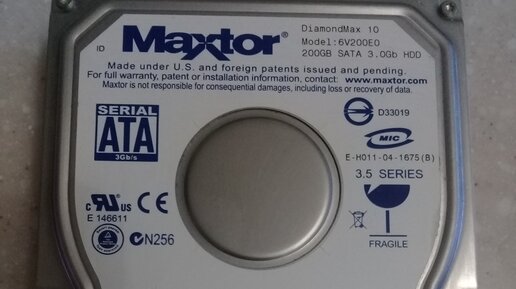 Maxtor®
DiamondMax 10
Model:6V200E0
200GB SATA 3.0Gb HDD
ID
Made under U.S. and foreign patents issued and pending.
For full warranty, patent or installation information, contact: www.maxtor.com
Maxtor is not responsible for consequential damages, including loss or recovery of data.
SERIAL
ATA
3Gb/s
D33019
MIC
E-H011-04-1675(B)
3.5 SERIES
c RU us CE
E 146611
N256
FRAGILE